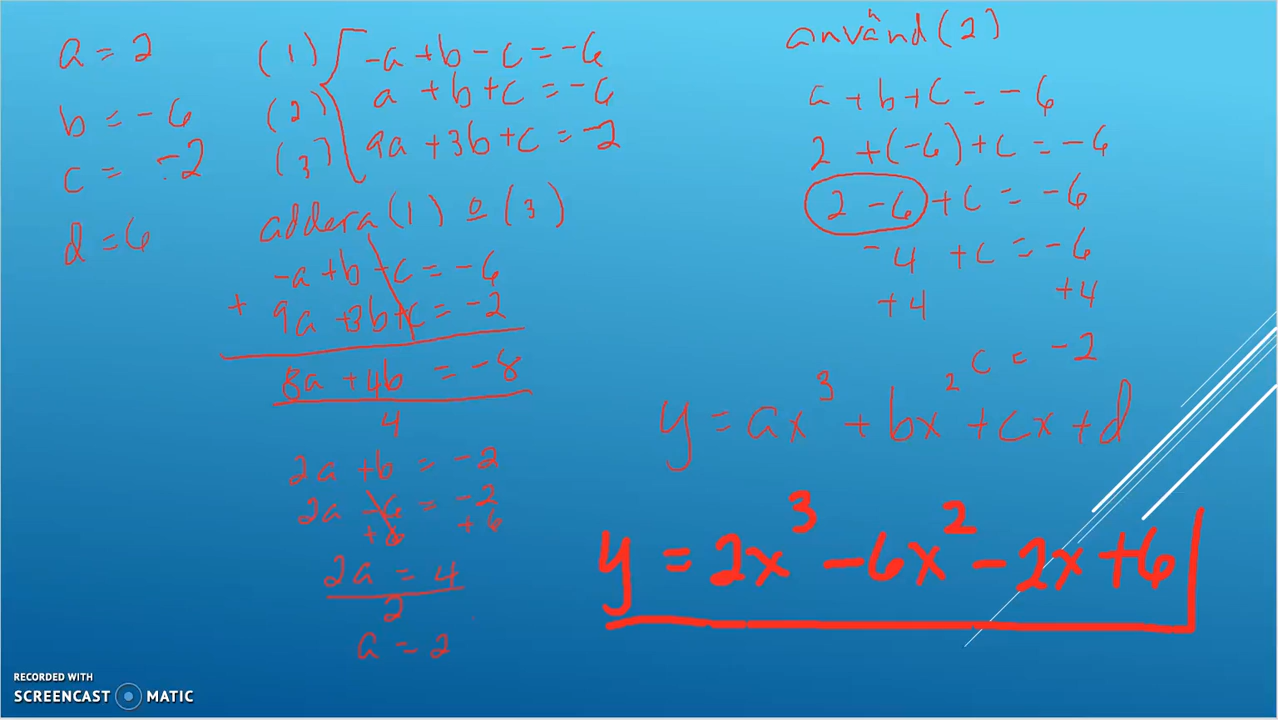 a = 2
b = -6
c = -2
d = 6
(1) -a + b - c = -6
(2) a + b + c = -6
(3) 9a + 3b + c = -2
addera (1) o (3)
-a + b - c = -6
+ 9a + 3b + c = -2
8a + 4b = -8
4
2a + b = -2
2a - 6 = -2
+6 +6
2a = 4
2
a = 2
använd (2)
a + b + c = -6
2 + (-6) + c = -6
2 - 6 + c = -6
-4 + c = -6
+4 +4
c = -2
y = ax³ + bx² + cx + d
y = 2x³ - 6x² - 2x + 6
RECORDED WITH
SCREENCAST MATIC